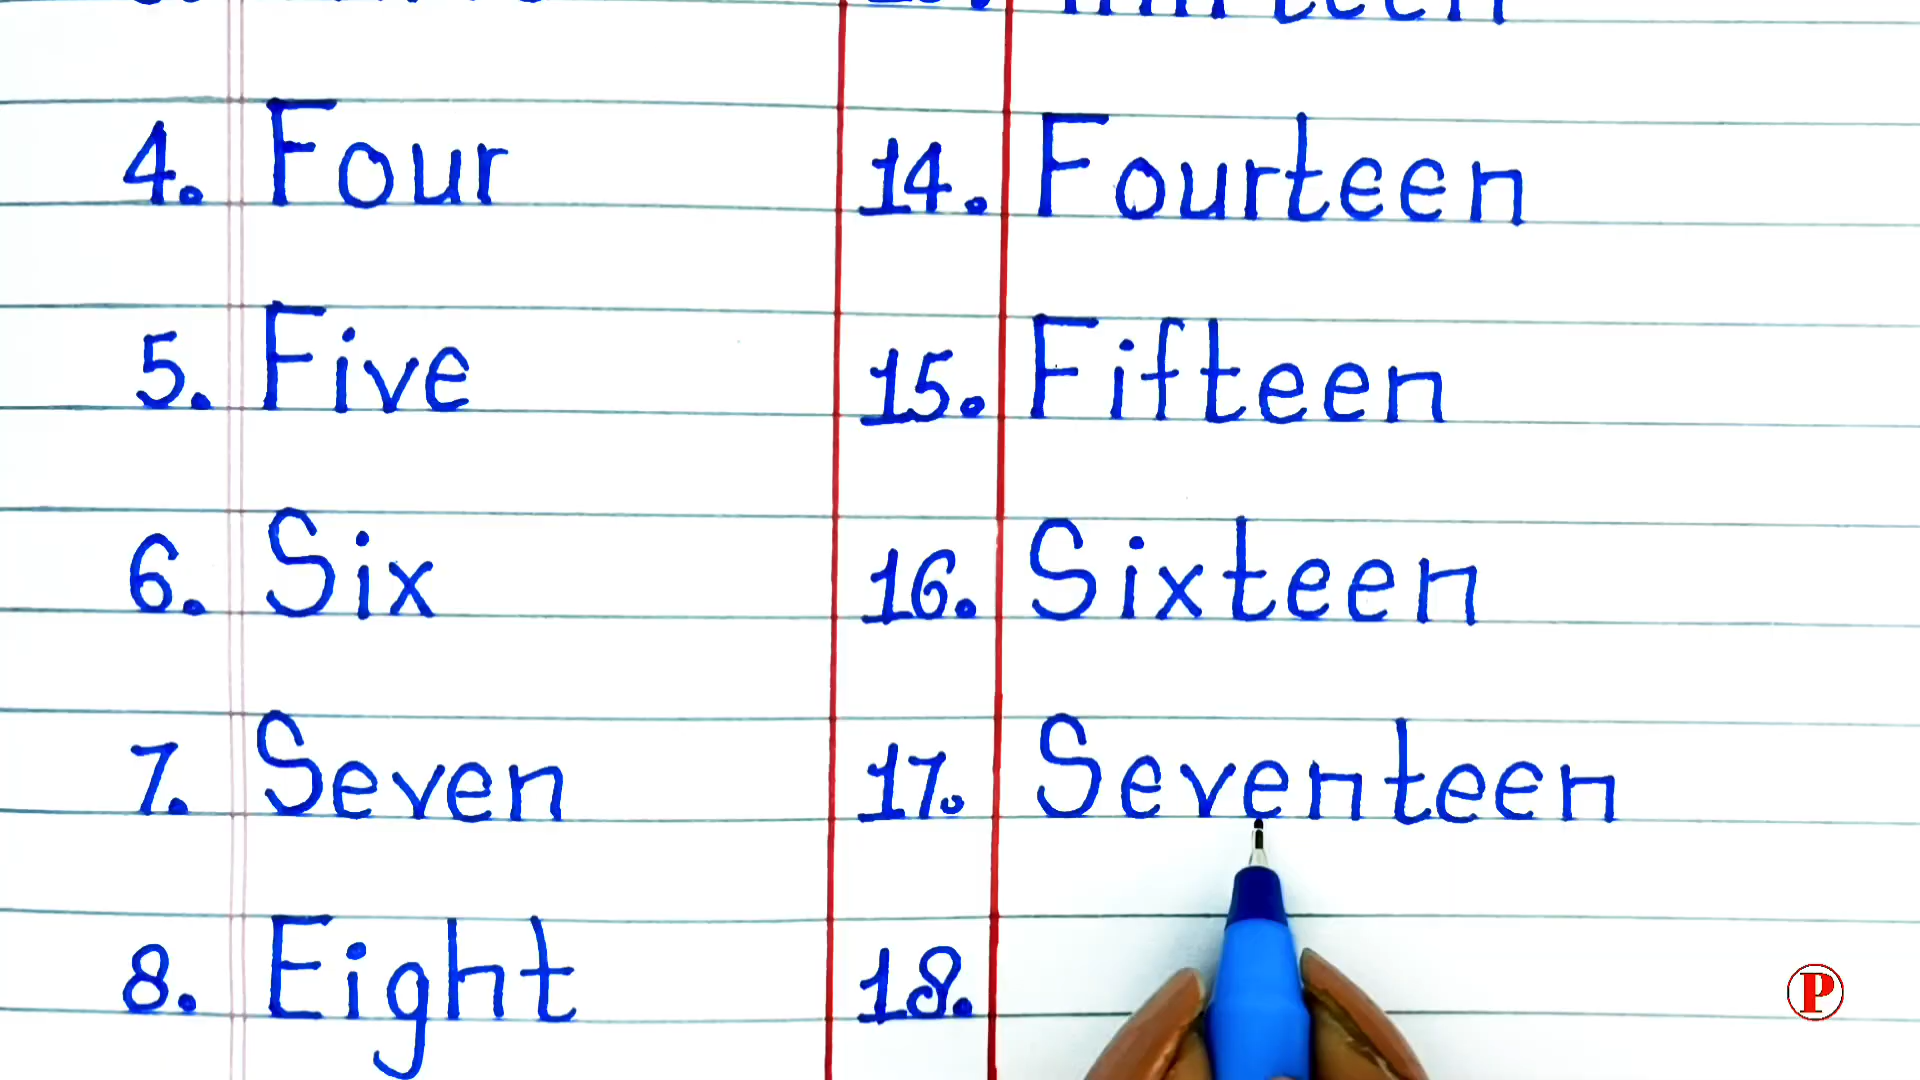 4. Four
5. Five
6. Six
7. Seven
8. Eight
14. Fourteen
15. Fifteen
16. Sixteen
17. Seventeen
18.
P